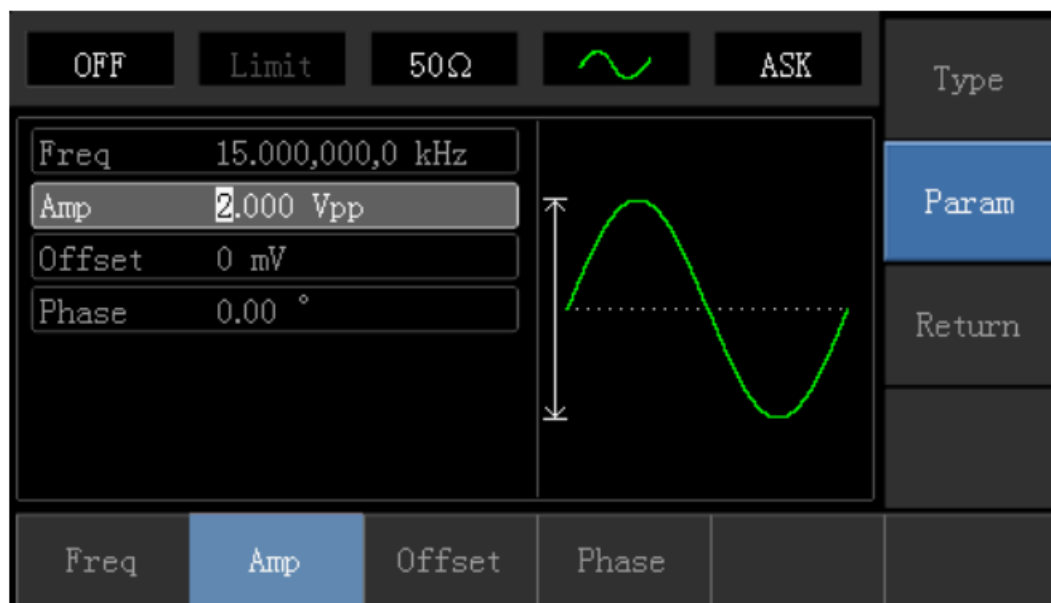 OFF Limit 50Ω ASK
Type
Freq 15.000,000,0 kHz
Amp 2.000 Vpp
Offset 0 mV
Phase 0.00 °
Param
Return
Freq Amp Offset Phase